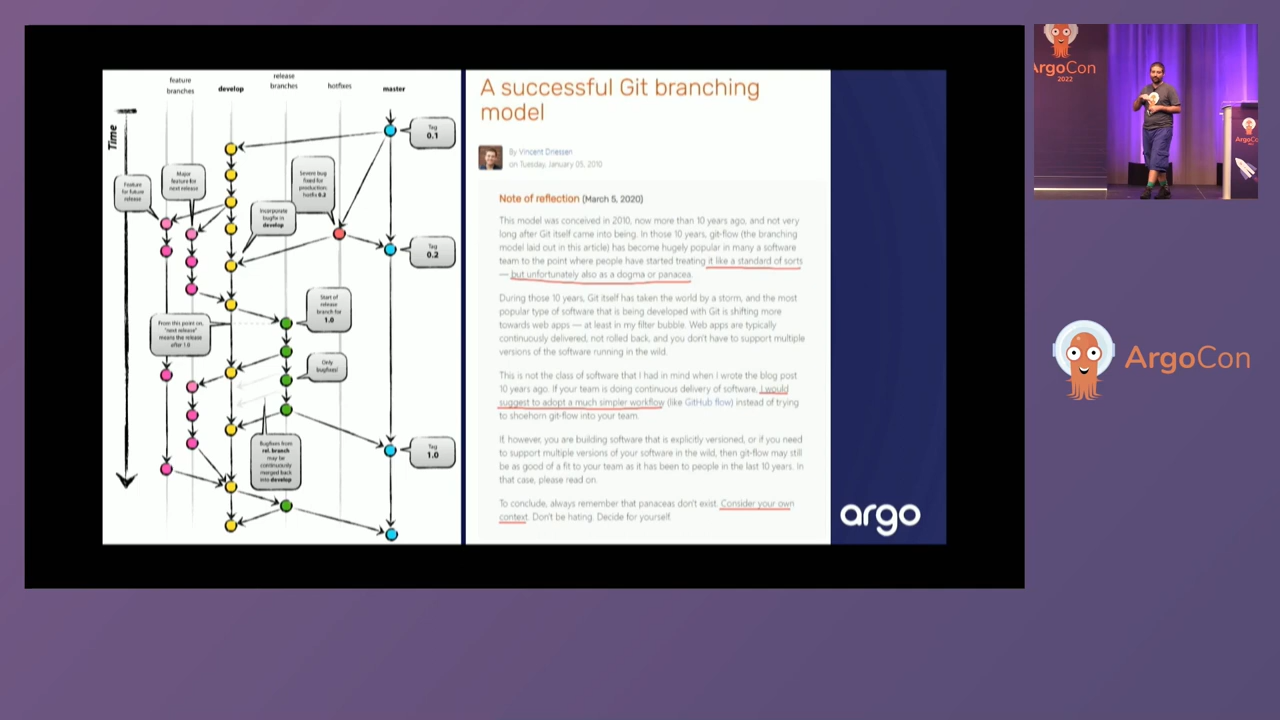 feature
branches
develop
release
branches
hotfixes
master
Time
Tag
0.1
Feature
for future
release
Major
feature for
next release
Severe bug
fixed for
production:
hotfix 0.2
Incorporate
bugfix in
develop
Tag
0.2
Start of
release
branch for
1.0
From this point on,
"next release"
means the release
after 1.0
Only
bugfixes!
Tag
1.0
Bugfixes from
rel. branch
may be
continuously
merged back
into develop
A successful Git branching
model
By Vincent Driessen
on Tuesday, January 05, 2010
Note of reflection (March 5, 2020)
This model was conceived in 2010, now more than 10 years ago, and not very
long after Git itself came into being. In those 10 years, git-flow (the branching
model laid out in this article) has become hugely popular in many a software
team to the point where people have started treating it like a standard of sorts
— but unfortunately also as a dogma or panacea.
During those 10 years, Git itself has taken the world by a storm, and the most
popular type of software that is being developed with Git is shifting more
towards web apps — at least in my filter bubble. Web apps are typically
continuously delivered, not rolled back, and you don't have to support multiple
versions of the software running in the wild.
This is not the class of software that I had in mind when I wrote the blog post
10 years ago. If your team is doing continuous delivery of software, I would
suggest to adopt a much simpler workflow (like GitHub flow) instead of trying
to shoehorn git-flow into your team.
If, however, you are building software that is explicitly versioned, or if you need
to support multiple versions of your software in the wild, then git-flow may still
be as good of a fit to your team as it has been to people in the last 10 years. In
that case, please read on.
To conclude, always remember that panaceas don't exist. Consider your own
context. Don't be hating. Decide for yourself.
argo
ArgoCon
2022
ArgoCon